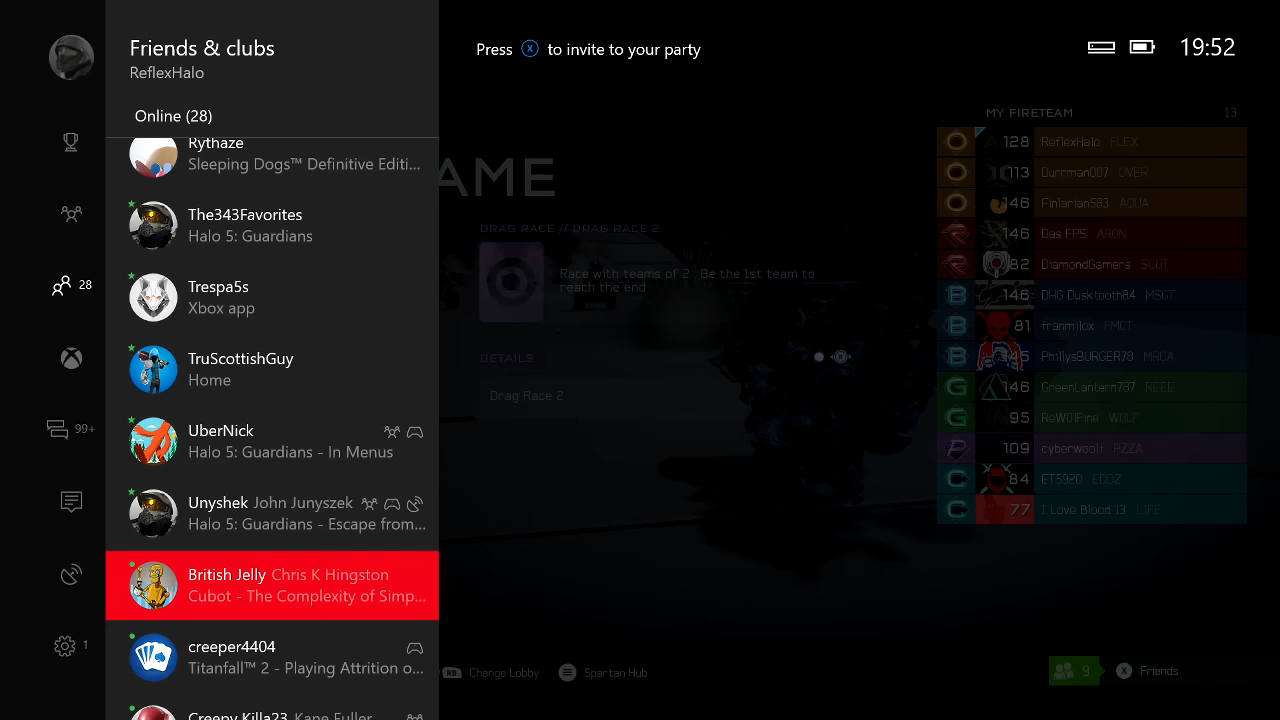 Friends & clubs
ReflexHalo
Press X to invite to your party
19:52
Online (28)
Rythaze
Sleeping Dogs™ Definitive Editi...
The343Favorites
Halo 5: Guardians
Trespa5s
Xbox app
TruScottishGuy
Home
UberNick
Halo 5: Guardians - In Menus
Unyshek John Junyszek
Halo 5: Guardians - Escape from...
British Jelly Chris K Hingston
Cubot - The Complexity of Simp...
creeper4404
Titanfall™ 2 - Playing Attrition o...
Creepy Killa23 Kane Fuller
28
99+
1
AME
DRAG RACE // DRAG RACE 2
Race with teams of 2 . Be the 1st team to
reach the end
DETAILS
Drag Race 2
MY FIRETEAM 13
128 ReflexHalo FLEX
113 Durrman007 OVER
146 Finlarian583 AQUA
R 146 Das FPS ARON
R 82 DiamondGamers SCOT
B 146 DHG Dusktooth84 MSGT
B 81 franmilox FMCT
B 145 PhillysBURGER78 MRCA
G 146 GreenLantern787 REEE
G 95 ReW01Fine WOLF
P 109 cyberwoolf PZZA
C 84 ET5920 EDDZ
C 77 I Love Blood 13 LIFE
Change Lobby
Spartan Hub
9
X Friends